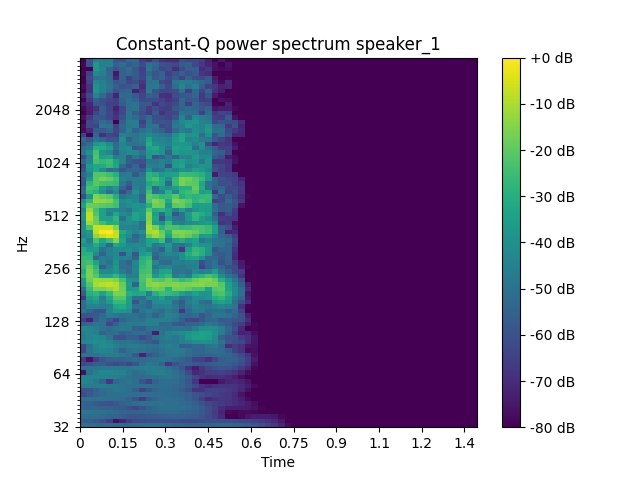 Constant-Q power spectrum speaker_1
+0 dB
-10 dB
-20 dB
-30 dB
-40 dB
-50 dB
-60 dB
-70 dB
-80 dB
2048
1024
512
256
128
64
32
Hz
0 0.15 0.3 0.45 0.6 0.75 0.9 1.1 1.2 1.4
Time